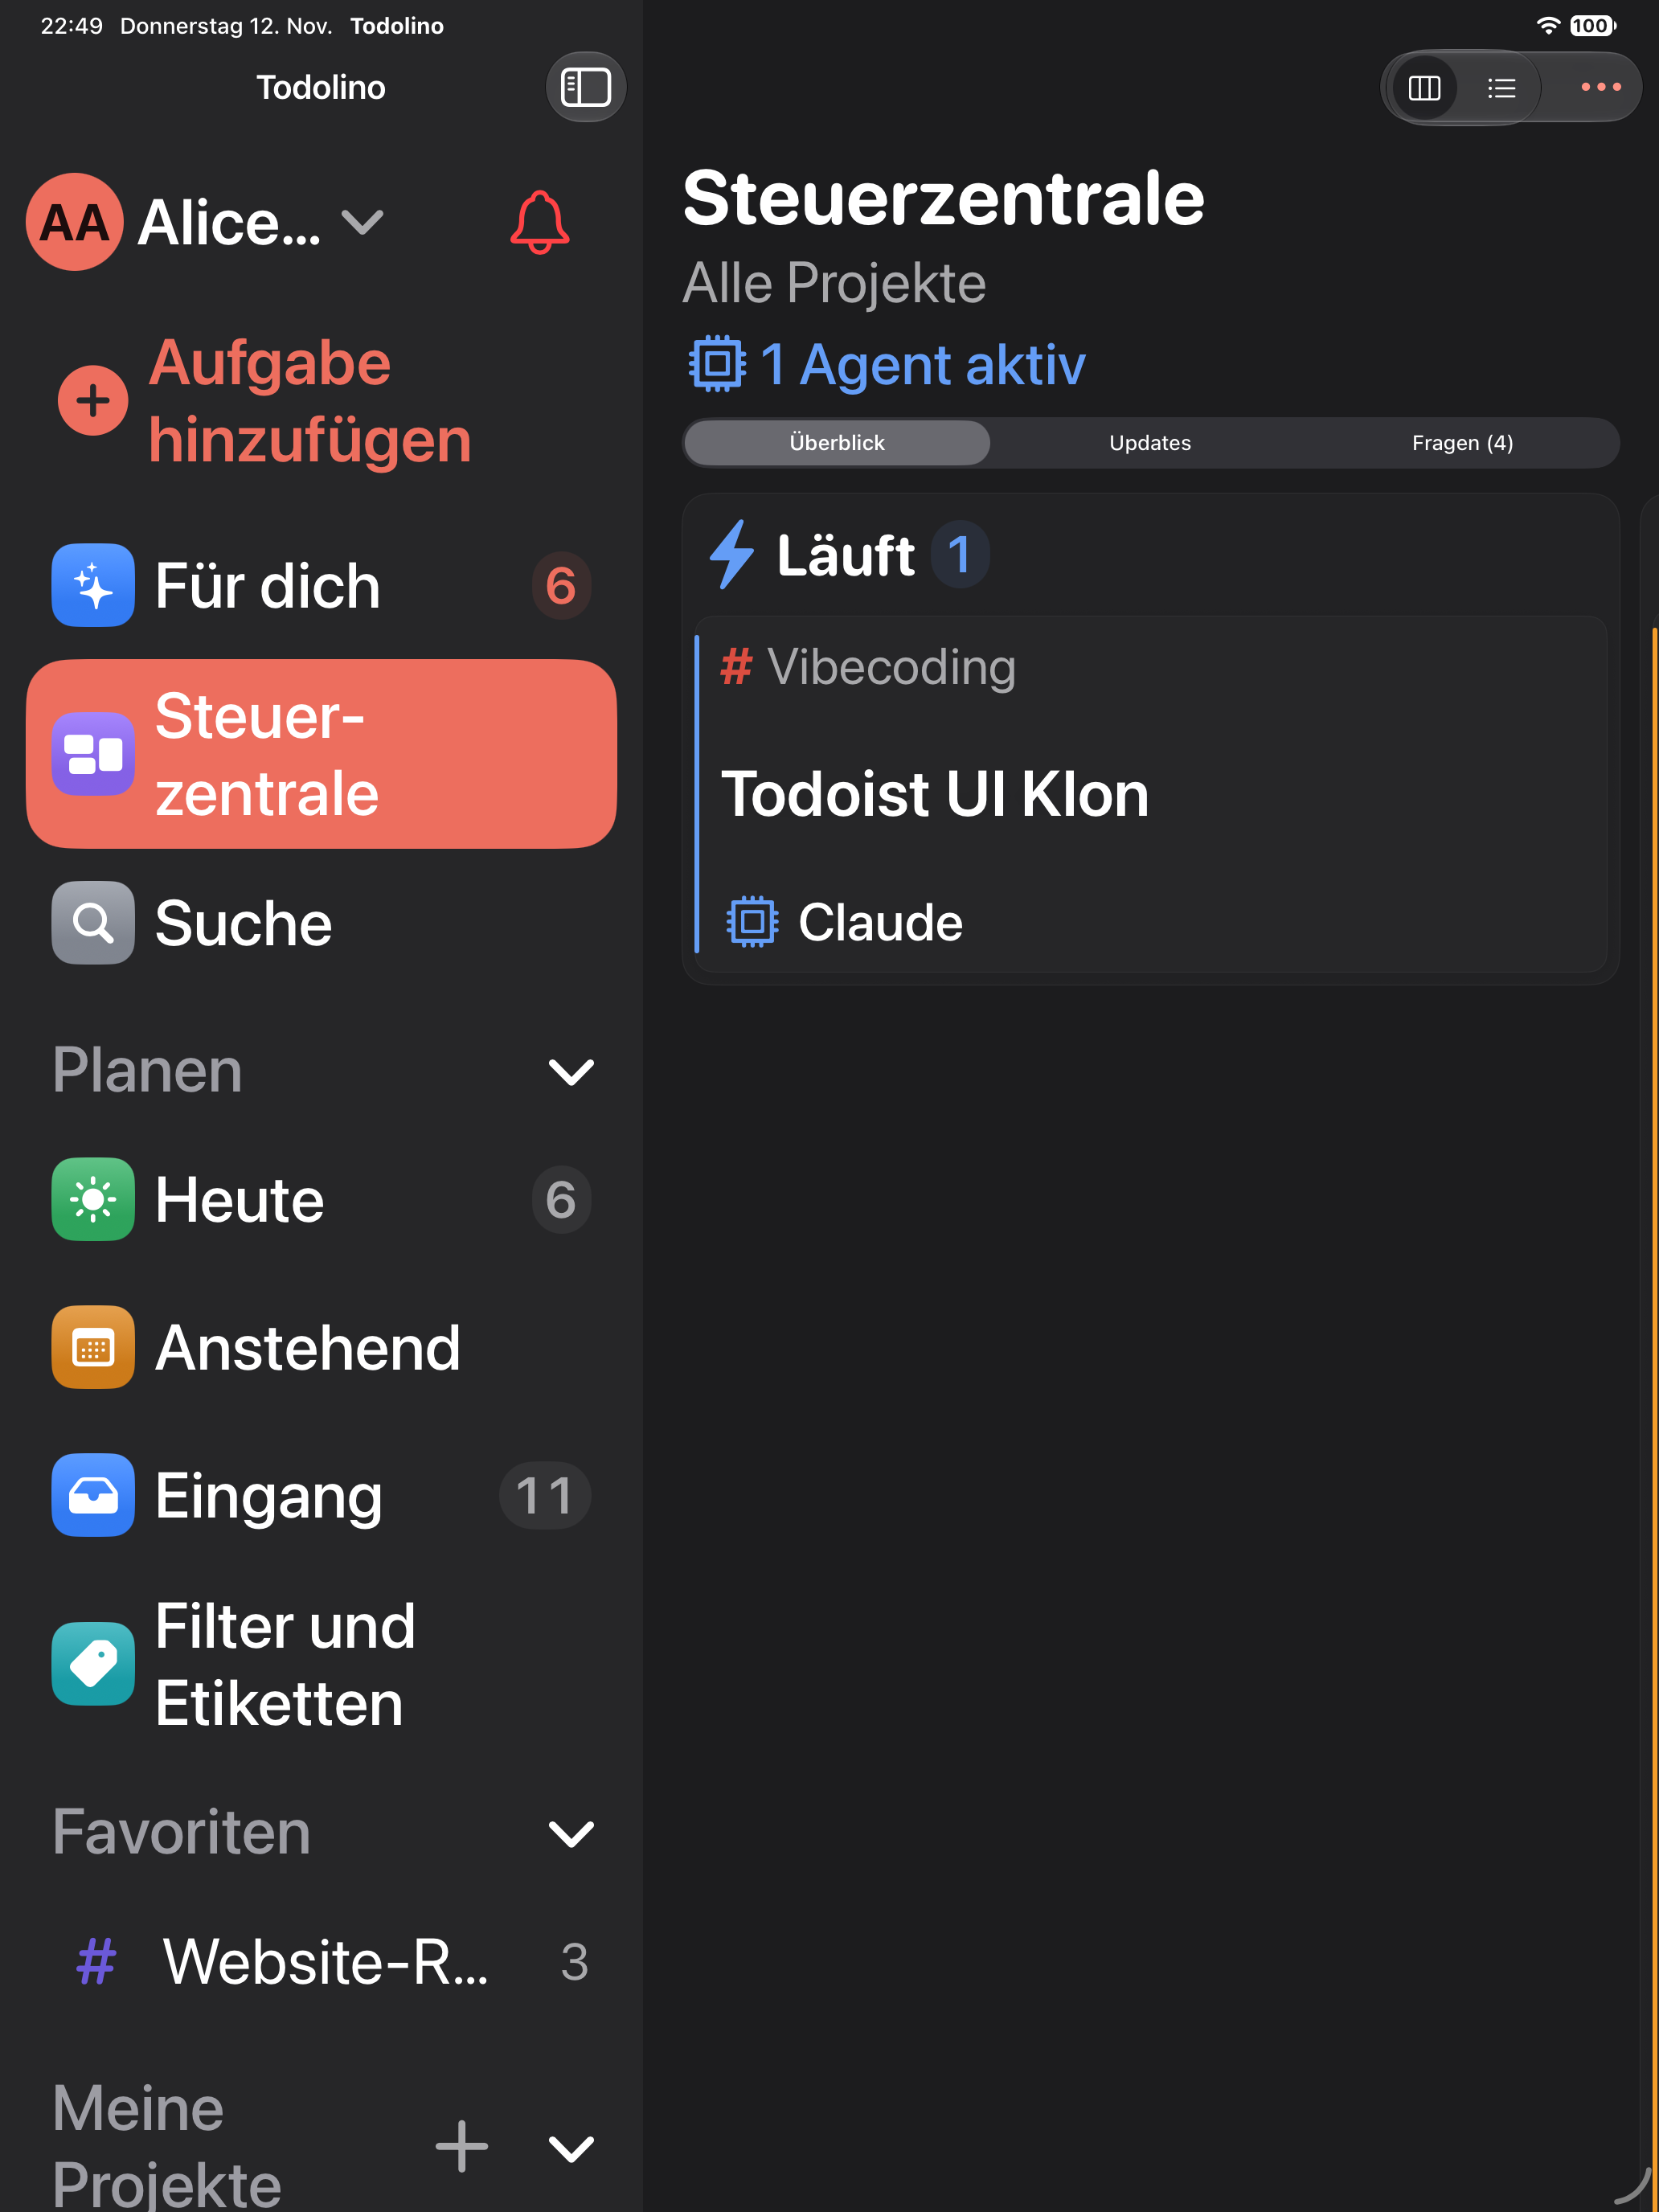 22:49 Donnerstag 12. Nov. Todolino
100
Todolino
AA Alice...
Aufgabe
hinzufügen
Für dich 6
Steuer-
zentrale
Suche
Planen
Heute 6
Anstehend
Eingang 11
Filter und
Etiketten
Favoriten
# Website-R... 3
Meine
Projekte
Steuerzentrale
Alle Projekte
1 Agent aktiv
Überblick Updates Fragen (4)
Läuft 1
# Vibecoding
Todoist UI Klon
Claude